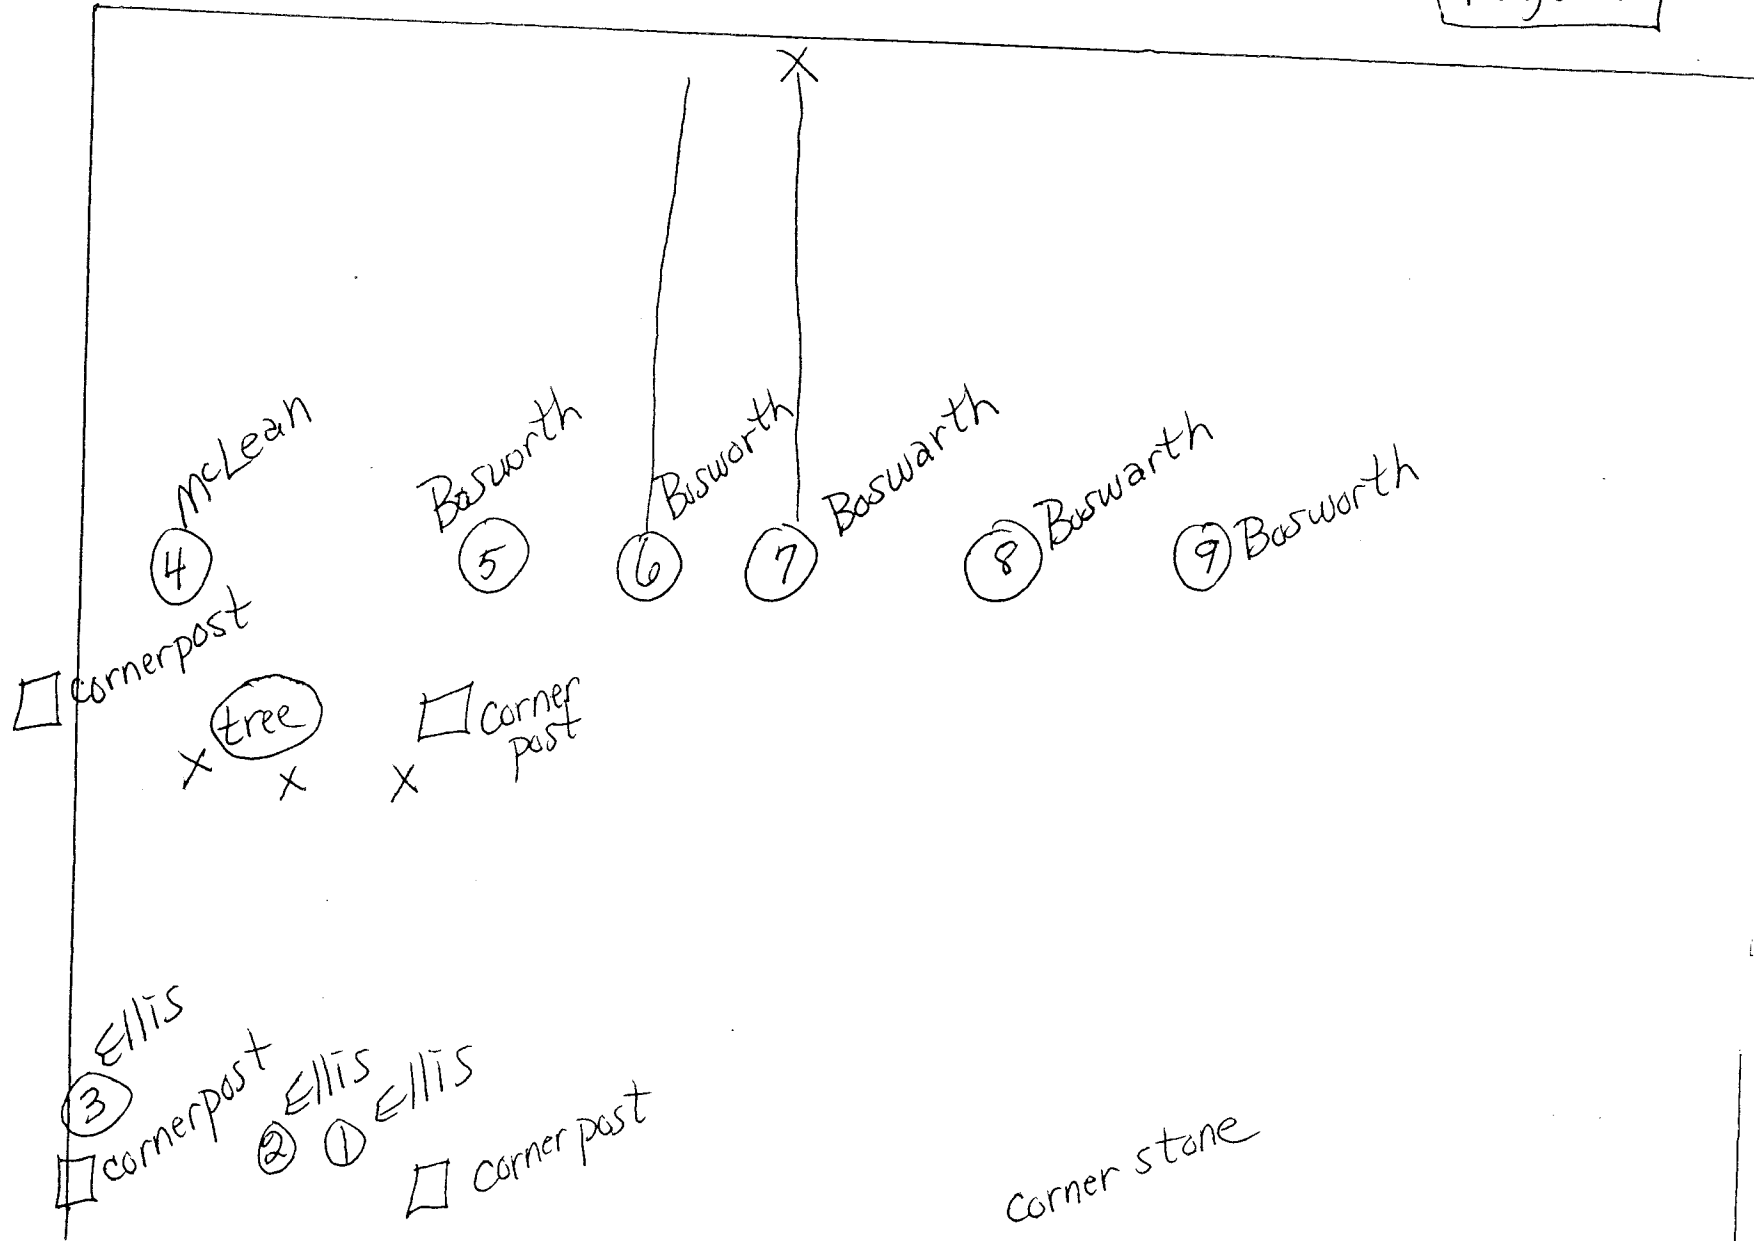 McLean
Bosworth
Bosworth
Boswarth
Boswarth
Bosworth
4
5
6
7
8
9
cornerpost
tree
corner
post
X
X
X
X
Ellis
3
cornerpost
Ellis
2
Ellis
1
corner post
corner stone